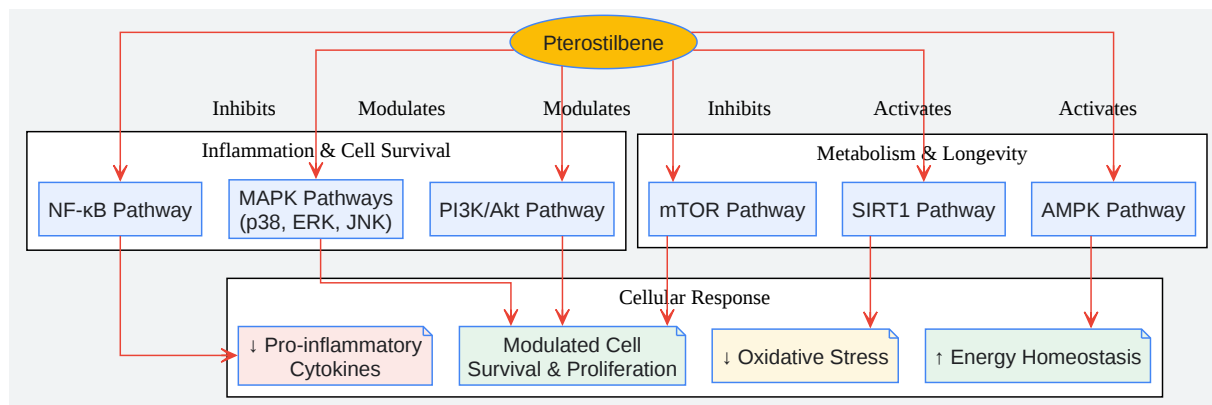 Pterostilbene
Inhibits
Modulates
Modulates
Inhibits
Activates
Activates
Inflammation & Cell Survival
Metabolism & Longevity
NF-κB Pathway
MAPK Pathways
(p38, ERK, JNK)
PI3K/Akt Pathway
mTOR Pathway
SIRT1 Pathway
AMPK Pathway
Cellular Response
↓ Pro-inflammatory
Cytokines
Modulated Cell
Survival & Proliferation
↓ Oxidative Stress
↑ Energy Homeostasis